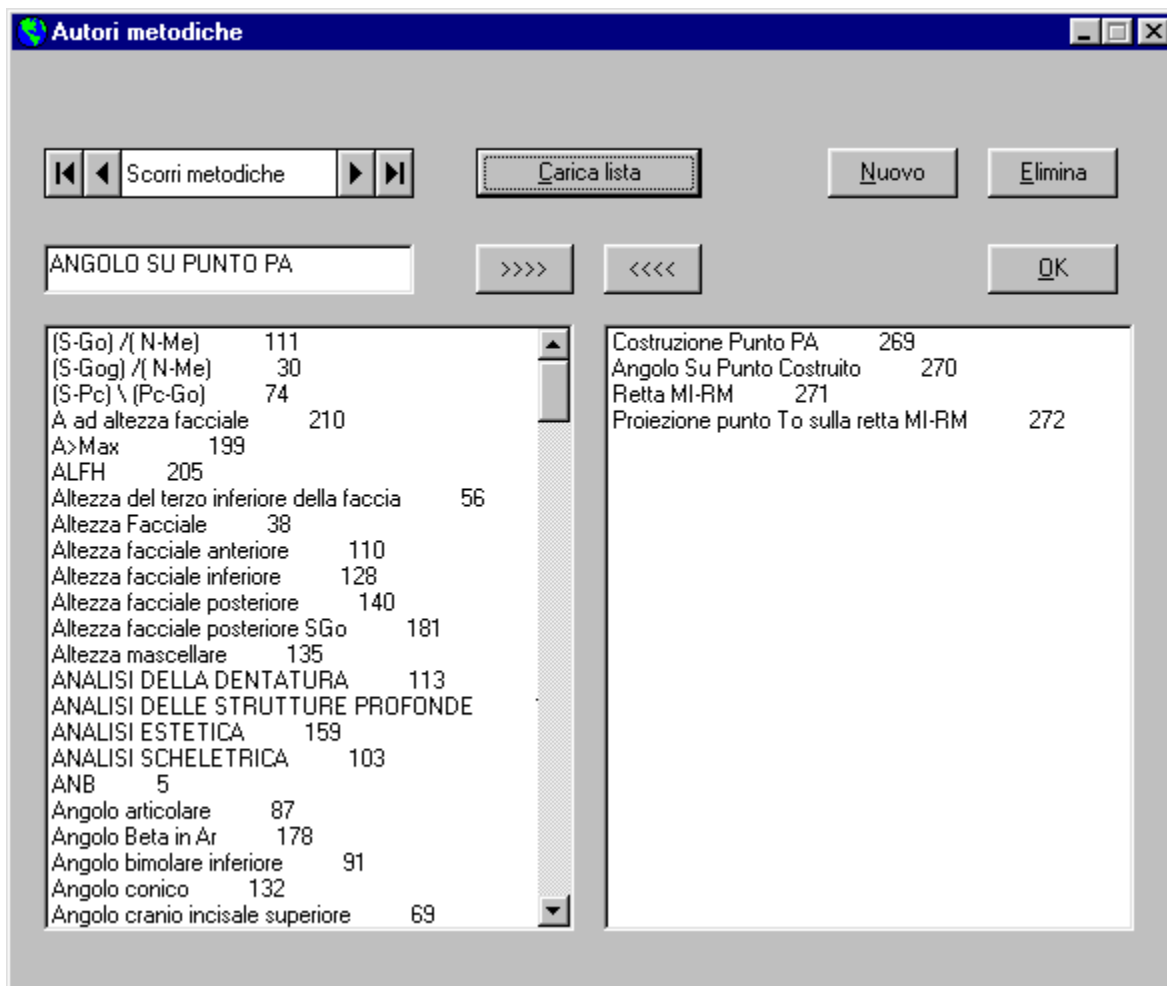 Autori metodiche
Scorri metodiche
Carica lista
Nuovo
Elimina
ANGOLO SU PUNTO PA
>>>>
<<<<
OK
(S-Go) /( N-Me) 111
(S-Gog) /( N-Me) 30
(S-Pc) \ (Pc-Go) 74
A ad altezza facciale 210
A>Max 199
ALFH 205
Altezza del terzo inferiore della faccia 56
Altezza Facciale 38
Altezza facciale anteriore 110
Altezza facciale inferiore 128
Altezza facciale posteriore 140
Altezza facciale posteriore SGo 181
Altezza mascellare 135
ANALISI DELLA DENTATURA 113
ANALISI DELLE STRUTTURE PROFONDE
ANALISI ESTETICA 159
ANALISI SCHELETRICA 103
ANB 5
Angolo articolare 87
Angolo Beta in Ar 178
Angolo bimolare inferiore 91
Angolo conico 132
Angolo cranio incisale superiore 69
Costruzione Punto PA 269
Angolo Su Punto Costruito 270
Retta MI-RM 271
Proiezione punto To sulla retta MI-RM 272